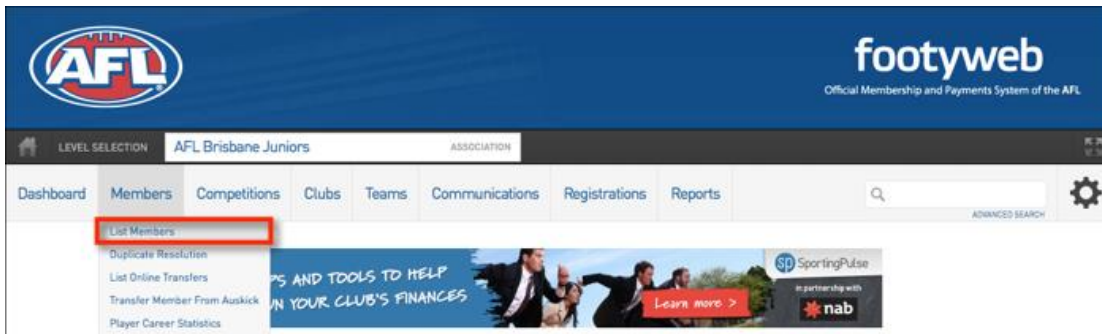 AFL
footyweb
Official Membership and Payments System of the AFL
LEVEL SELECTION AFL Brisbane Juniors ASSOCIATION
Dashboard Members Competitions Clubs Teams Communications Registrations Reports
ADVANCED SEARCH
List Members
Duplicate Resolution
List Online Transfers
Transfer Member From Auskick
Player Career Statistics
PS AND TOOLS TO HELP
N YOUR CLUB'S FINANCES
Learn more >
sp SportingPulse
in partnership with
nab